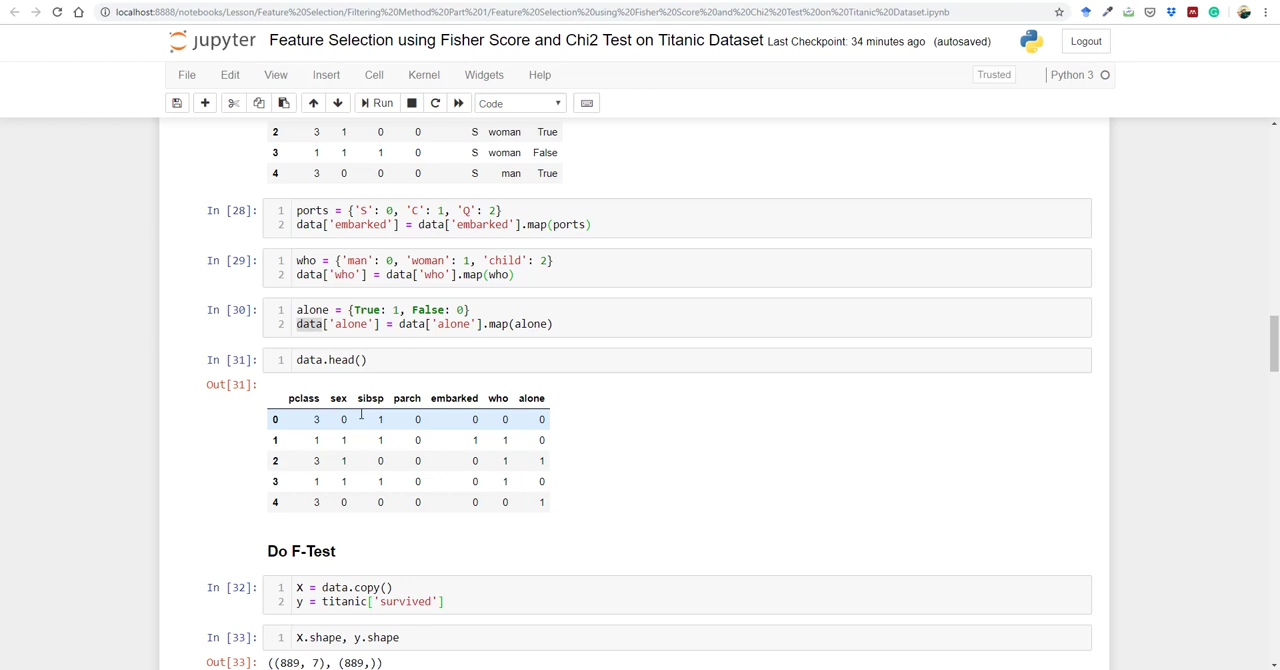 localhost:8888/notebooks/Lesson/Feature%20Selection/Filtering%20Method%20Part%201/Feature%20Selection%20using%20Fisher%20Score%20and%20Chi2%20Test%20on%20Titanic%20Dataset.ipynb
jupyter Feature Selection using Fisher Score and Chi2 Test on Titanic Dataset Last Checkpoint: 34 minutes ago (autosaved) Logout
File Edit View Insert Cell Kernel Widgets Help Trusted Python 3
Run Code
2 3 1 0 0 S woman True
3 1 1 1 0 S woman False
4 3 0 0 0 S man True
In [28]: 1 ports = {'S': 0, 'C': 1, 'Q': 2}
2 data['embarked'] = data['embarked'].map(ports)
In [29]: 1 who = {'man': 0, 'woman': 1, 'child': 2}
2 data['who'] = data['who'].map(who)
In [30]: 1 alone = {True: 1, False: 0}
2 data['alone'] = data['alone'].map(alone)
In [31]: 1 data.head()
Out[31]:
pclass sex sibsp parch embarked who alone
0 3 0 1 0 0 0 0
1 1 1 1 0 1 1 0
2 3 1 0 0 0 1 1
3 1 1 1 0 0 1 0
4 3 0 0 0 0 0 1
Do F-Test
In [32]: 1 X = data.copy()
2 y = titanic['survived']
In [33]: 1 X.shape, y.shape
Out[33]: ((889, 7), (889,))